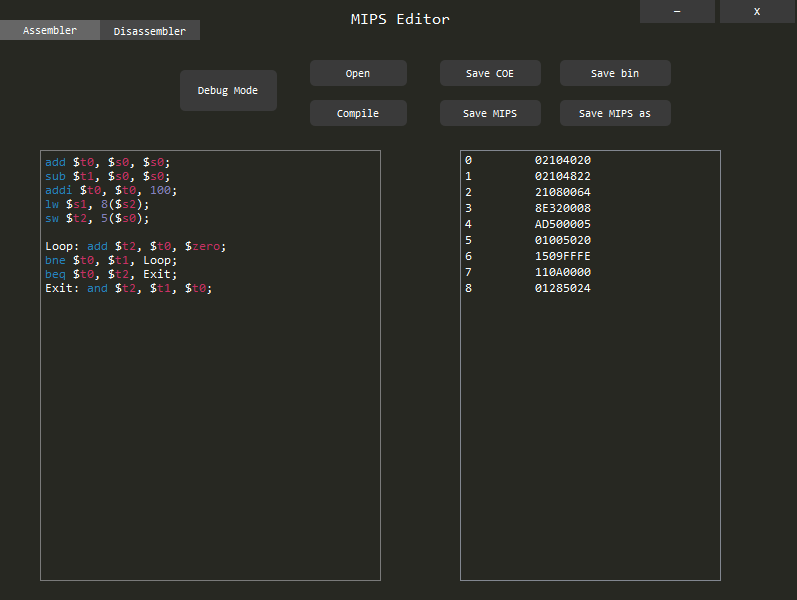 MIPS Editor
—
X
Assembler
Disassembler
Debug Mode
Open
Save COE
Save bin
Compile
Save MIPS
Save MIPS as
add $t0, $s0, $s0;
sub $t1, $s0, $s0;
addi $t0, $t0, 100;
lw $s1, 8($s2);
sw $t2, 5($s0);
Loop: add $t2, $t0, $zero;
bne $t0, $t1, Loop;
beq $t0, $t2, Exit;
Exit: and $t2, $t1, $t0;
0 02104020
1 02104822
2 21080064
3 8E320008
4 AD500005
5 01005020
6 1509FFFE
7 110A0000
8 01285024